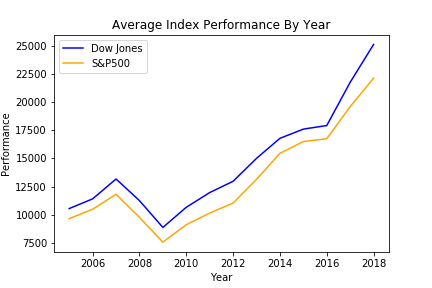 Average Index Performance By Year
Dow Jones
S&P500
25000
22500
20000
17500
15000
12500
10000
7500
Performance
2006 2008 2010 2012 2014 2016 2018
Year